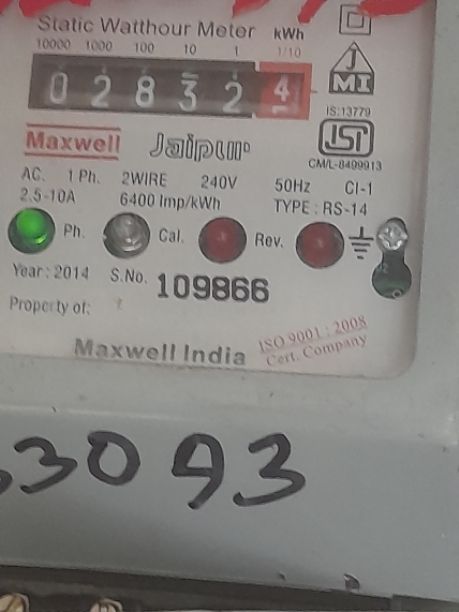 Static Watthour Meter kWh
10000 1000 100 10 1 1/10
0 2 8 3 2 4
J
MI
IS:13779
Maxwell Jaipur
ISI
CM/L-8499913
AC. 1 Ph. 2WIRE 240V 50Hz Cl-1
2.5-10A 6400 Imp/kWh TYPE : RS-14
Ph. Cal. Rev.
Year : 2014 S.No. 109866
Property of:
Maxwell India
ISO 9001 : 2008
Cert. Company
3093